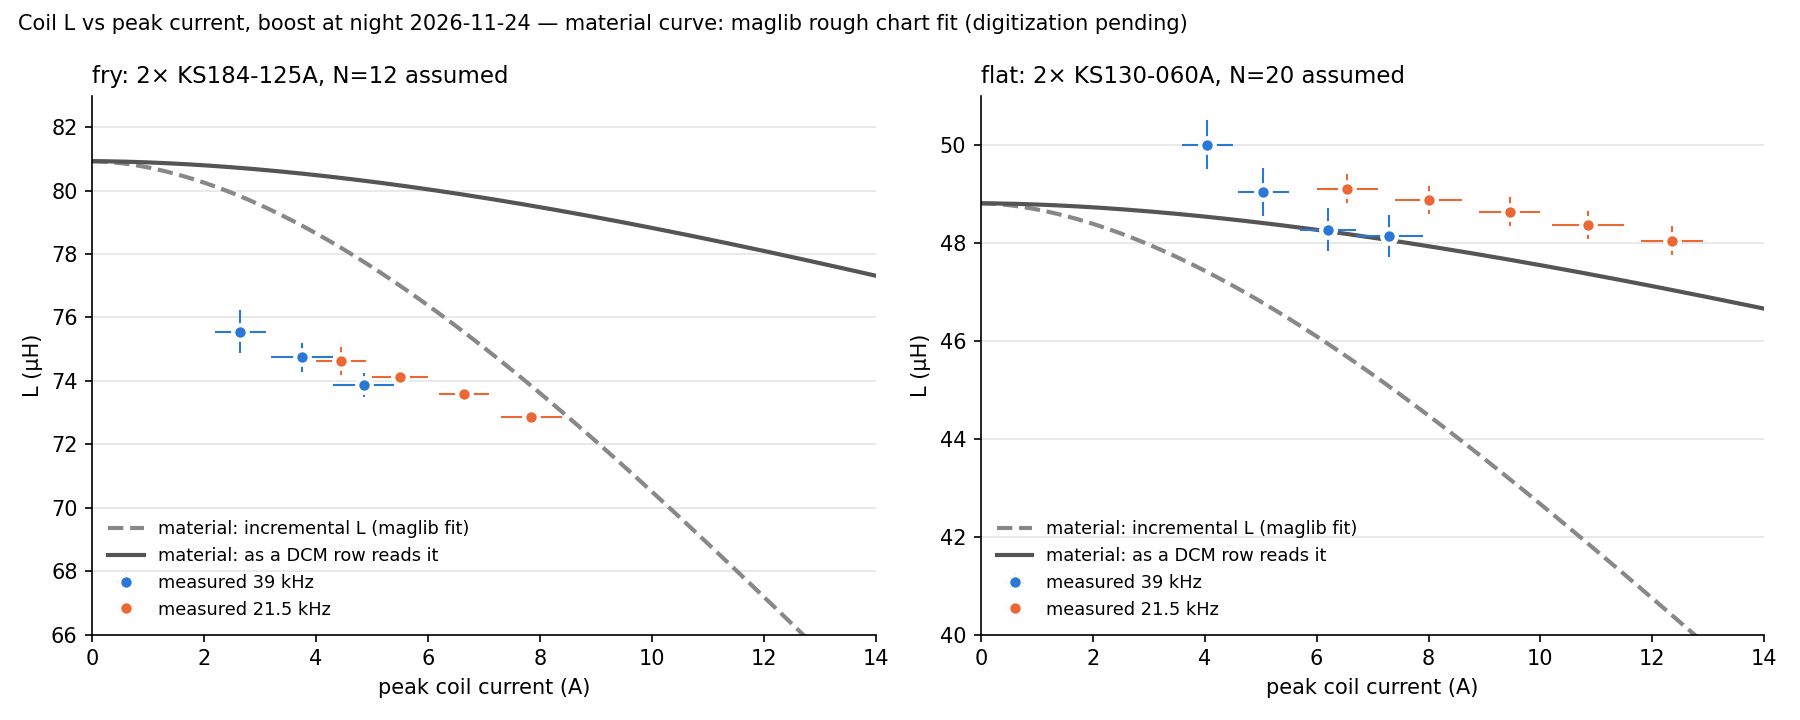 Coil L vs peak current, boost at night 2026-11-24 — material curve: maglib rough chart fit (digitization pending)
fry: 2× KS184-125A, N=12 assumed
82
80
78
76
74
72
70
68
66
L (µH)
material: incremental L (maglib fit)
material: as a DCM row reads it
measured 39 kHz
measured 21.5 kHz
0 2 4 6 8 10 12 14
peak coil current (A)
flat: 2× KS130-060A, N=20 assumed
50
48
46
44
42
40
L (µH)
material: incremental L (maglib fit)
material: as a DCM row reads it
measured 39 kHz
measured 21.5 kHz
0 2 4 6 8 10 12 14
peak coil current (A)